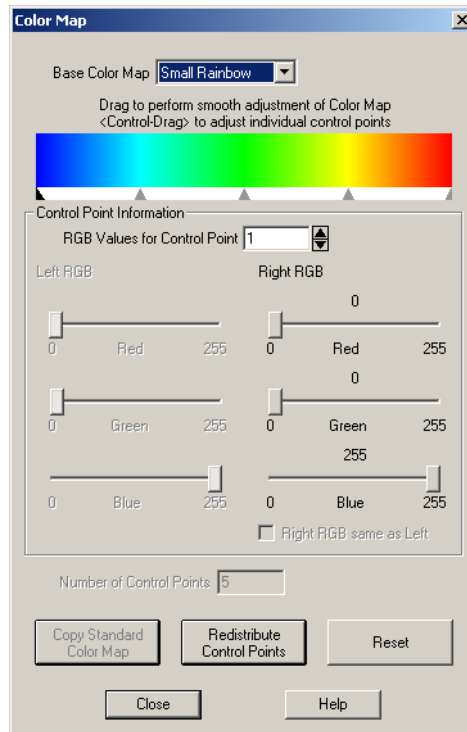 Color Map
Base Color Map Small Rainbow
Drag to perform smooth adjustment of Color Map
<Control-Drag> to adjust individual control points
Control Point Information
RGB Values for Control Point 1
Left RGB Right RGB
0
0 Red 255 0 Red 255
0
0 Green 255 0 Green 255
255
0 Blue 255 0 Blue 255
Right RGB same as Left
Number of Control Points 5
Copy Standard
Color Map
Redistribute
Control Points
Reset
Close Help